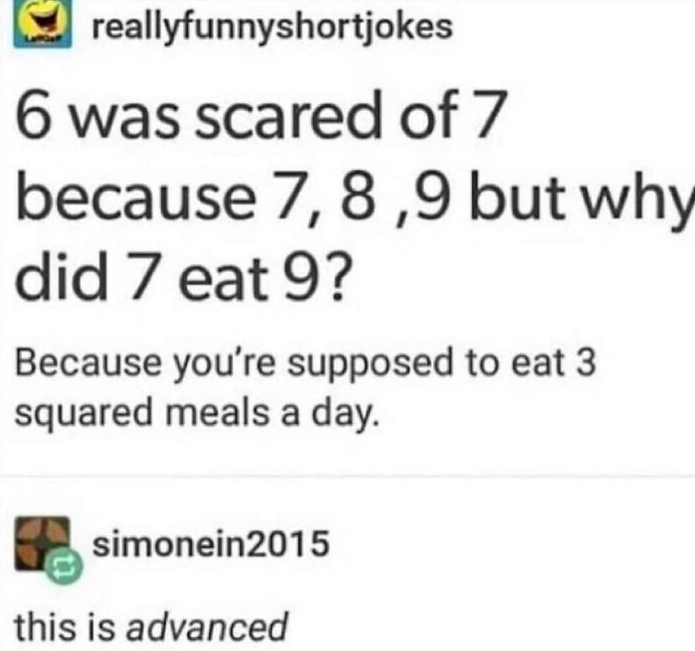 reallyfunnyshortjokes
6 was scared of 7
because 7, 8 ,9 but why
did 7 eat 9?
Because you're supposed to eat 3
squared meals a day.
simonein2015
this is advanced